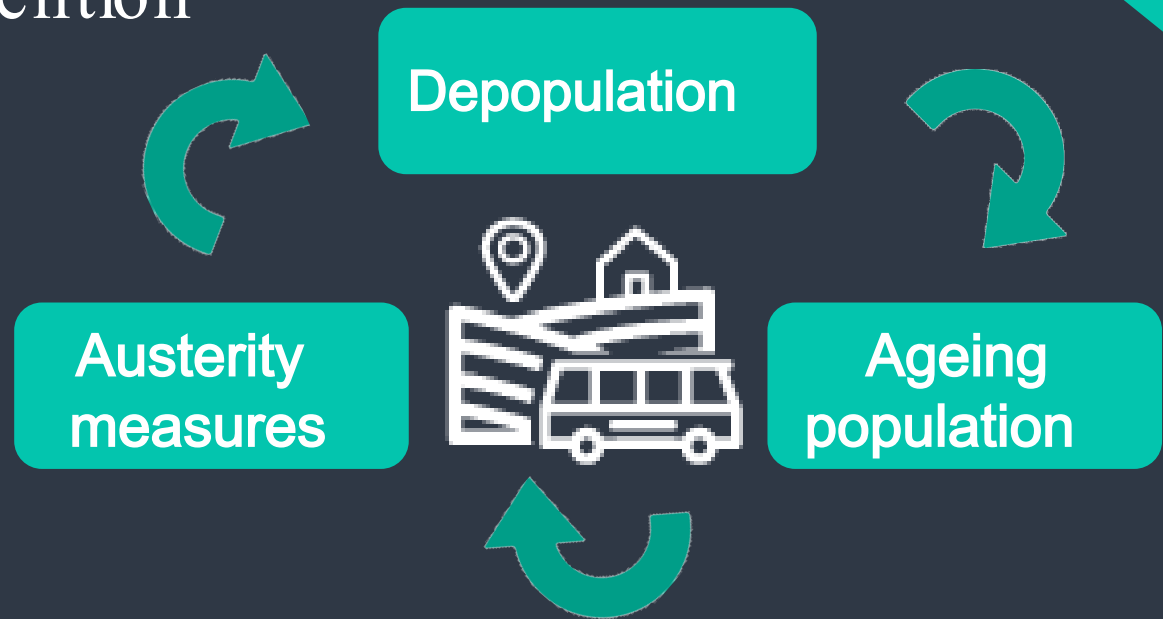 Depopulation
Austerity
measures
Ageing
population